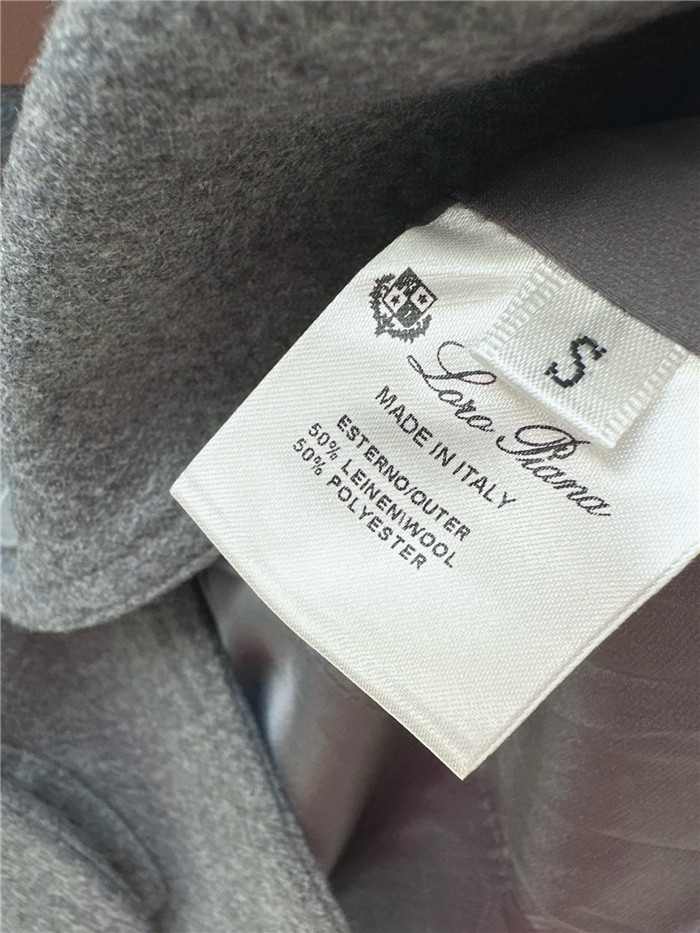 S
Loro Piana
MADE IN ITALY
ESTERNO/OUTER
50% LEINEN\WOOL
50% POLYESTER